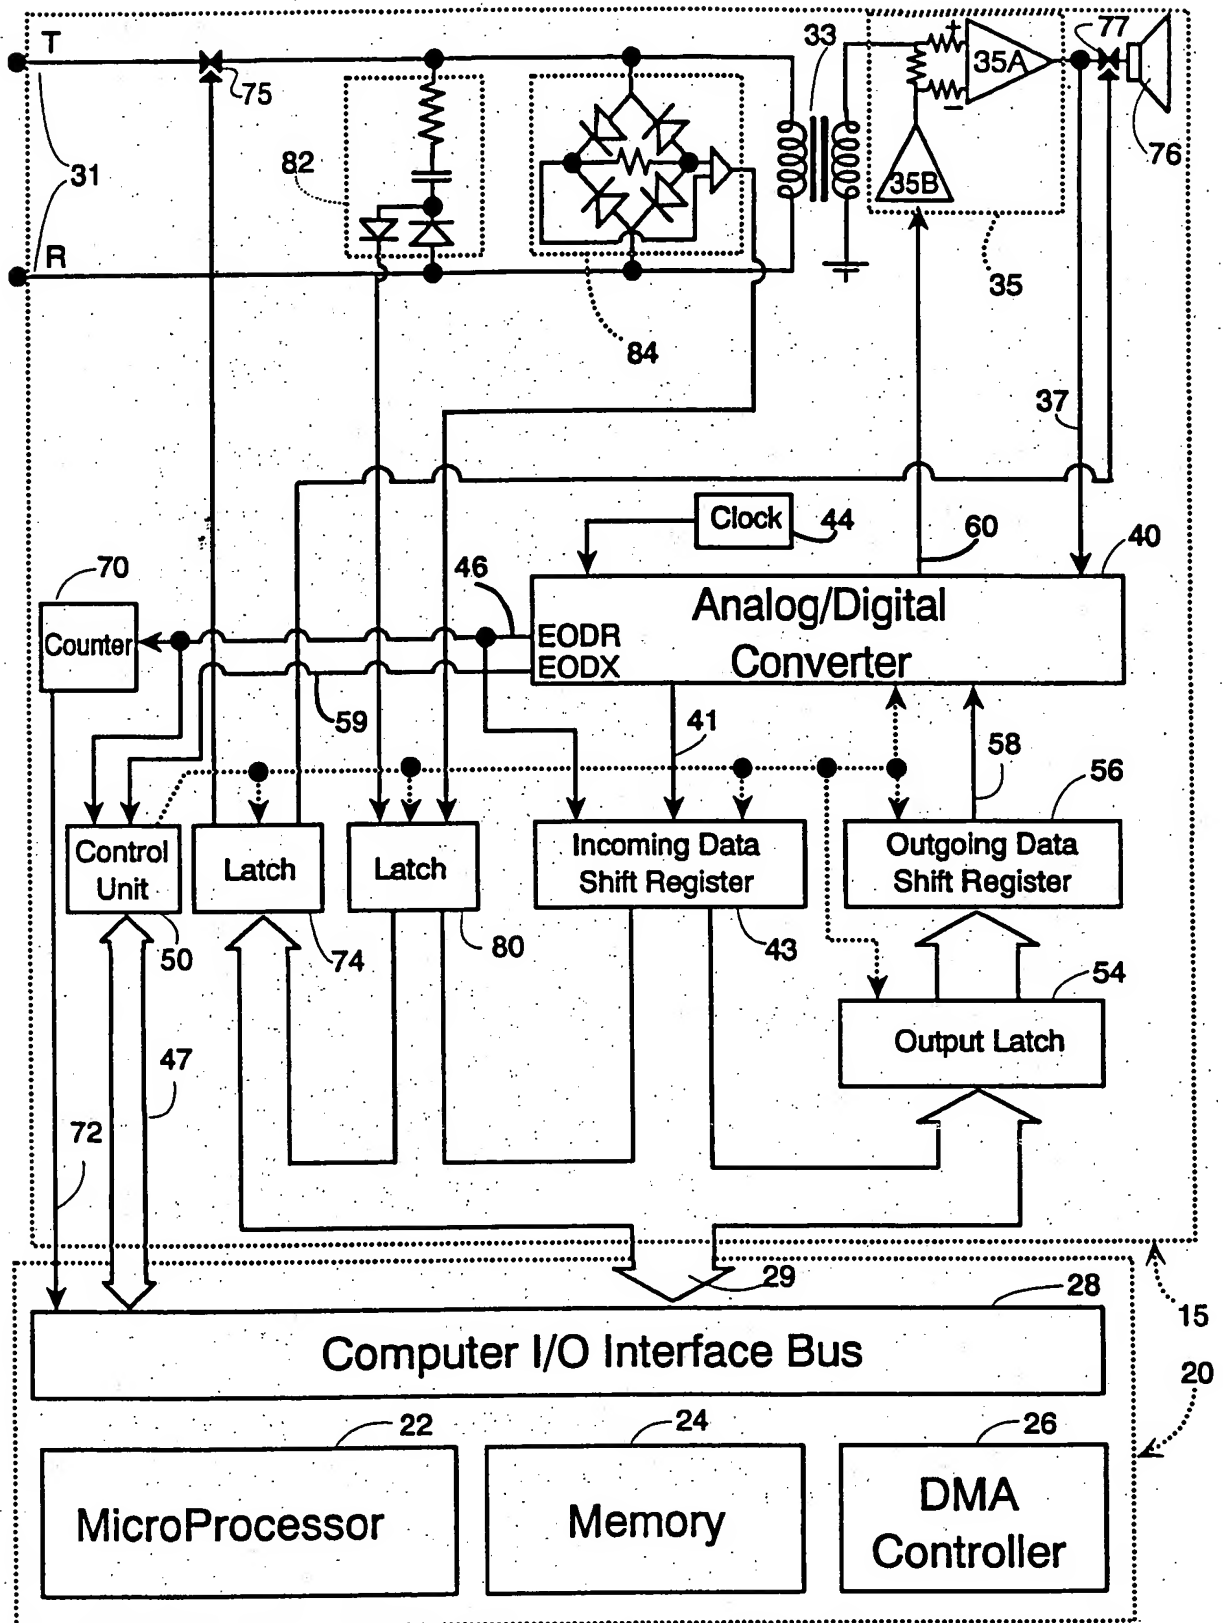 T
33
+
77
35A
75
76
82
31
35B
R
35
84
37
Clock
44
60
40
70
46
Analog/Digital
Converter
Counter
EODR
EODX
59
41
58
56
Control
Unit
Latch
Latch
Incoming Data
Shift Register
Outgoing Data
Shift Register
50
74
80
43
54
Output Latch
47
72
29
28
15
Computer I/O Interface Bus
20
22
24
26
MicroProcessor
Memory
DMA
Controller